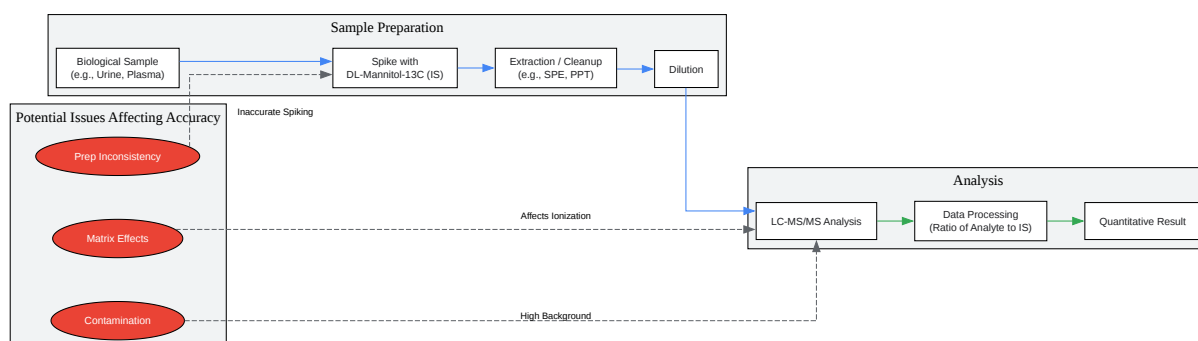 Sample Preparation
Biological Sample
(e.g., Urine, Plasma)
Spike with
DL-Mannitol-13C (IS)
Extraction / Cleanup
(e.g., SPE, PPT)
Dilution
Inaccurate Spiking
Potential Issues Affecting Accuracy
Prep Inconsistency
Matrix Effects
Contamination
Affects Ionization
High Background
Analysis
LC-MS/MS Analysis
Data Processing
(Ratio of Analyte to IS)
Quantitative Result